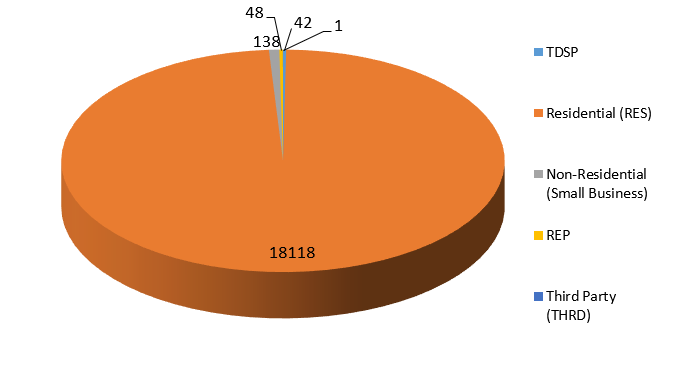 48
42
1
138
18118
TDSP
Residential (RES)
Non-Residential
(Small Business)
REP
Third Party
(THRD)